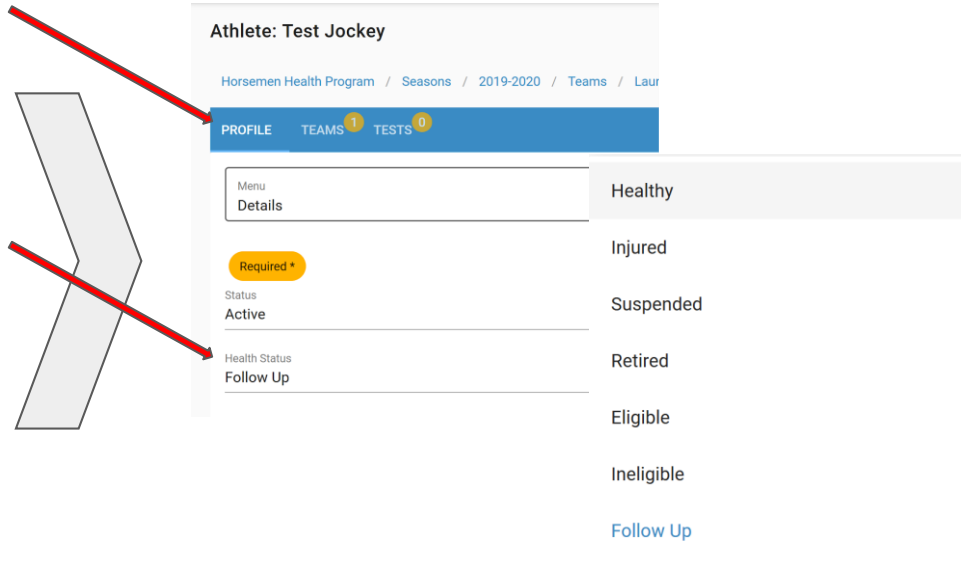 Athlete: Test Jockey
Horsemen Health Program / Seasons / 2019-2020 / Teams / Laur
PROFILE TEAMS 1 TESTS 0
Menu
Details
Required *
Status
Active
Health Status
Follow Up
Healthy
Injured
Suspended
Retired
Eligible
Ineligible
Follow Up